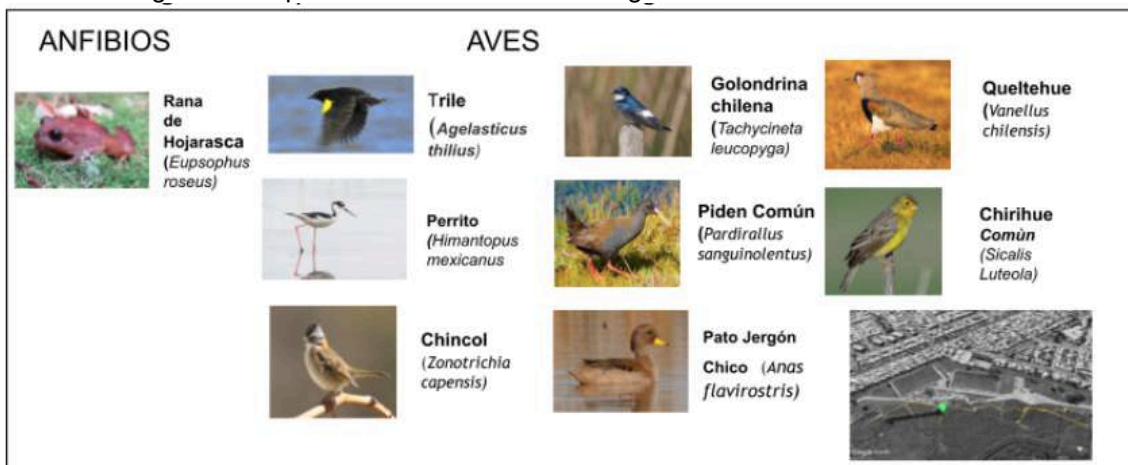 ANFIBIOS
AVES
Rana
de
Hojarasca
(Eupsophus
roseus)
Trile
(Agelasticus
thilius)
Golondrina
chilena
(Tachycineta
leucopyga)
Queltehue
(Vanellus
chilensis)
Perrito
(Himantopus
mexicanus
Piden Común
(Pardirallus
sanguinolentus)
Chirihue
Comùn
(Sicalis
Luteola)
Chincol
(Zonotrichia
capensis)
Pato Jergón
Chico (Anas
flavirostris)